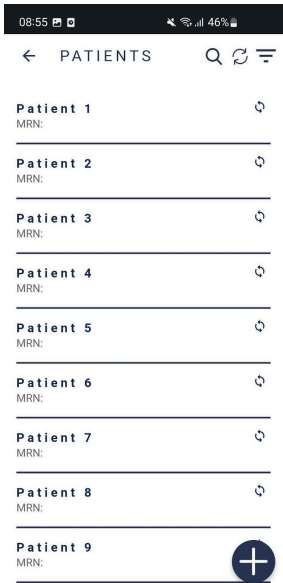 08:55 46%
PATIENTS
Patient 1
MRN:
Patient 2
MRN:
Patient 3
MRN:
Patient 4
MRN:
Patient 5
MRN:
Patient 6
MRN:
Patient 7
MRN:
Patient 8
MRN:
Patient 9
MRN: